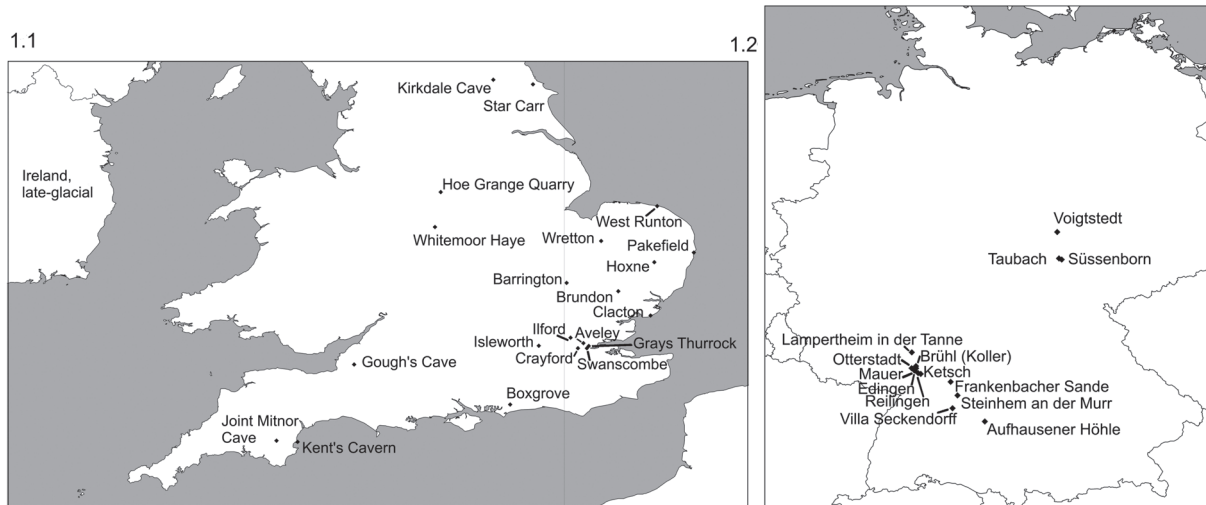 1.1
1.2
Kirkdale Cave
Star Carr
Ireland,
late-glacial
Hoe Grange Quarry
West Runton
Whitemoor Haye
Wretton
Pakefield
Hoxne
Barrington
Brundon
Clacton
Ilford
Aveley
Isleworth
Grays Thurrock
Crayford
Swanscombe
Gough's Cave
Boxgrove
Joint Mitnor
Cave
Kent's Cavern
Voigtstedt
Taubach
Süssenborn
Lampertheim in der Tanne
Otterstadt
Brühl (Koller)
Mauer
Ketsch
Edingen
Frankenbacher Sande
Reilingen
Steinhem an der Murr
Villa Seckendorff
Aufhausener Höhle